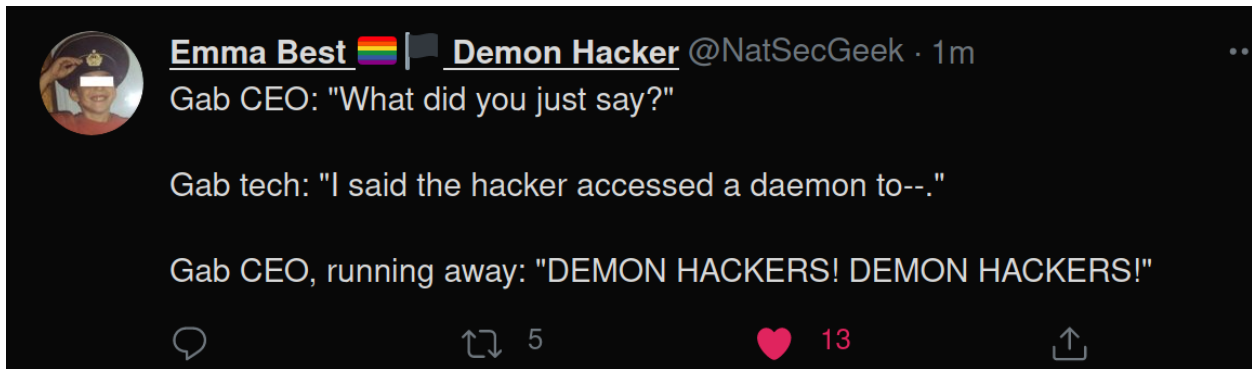 Emma Best 🏳️‍🌈🏴 Demon Hacker @NatSecGeek · 1m
Gab CEO: "What did you just say?"
Gab tech: "I said the hacker accessed a daemon to--."
Gab CEO, running away: "DEMON HACKERS! DEMON HACKERS!"
5 13